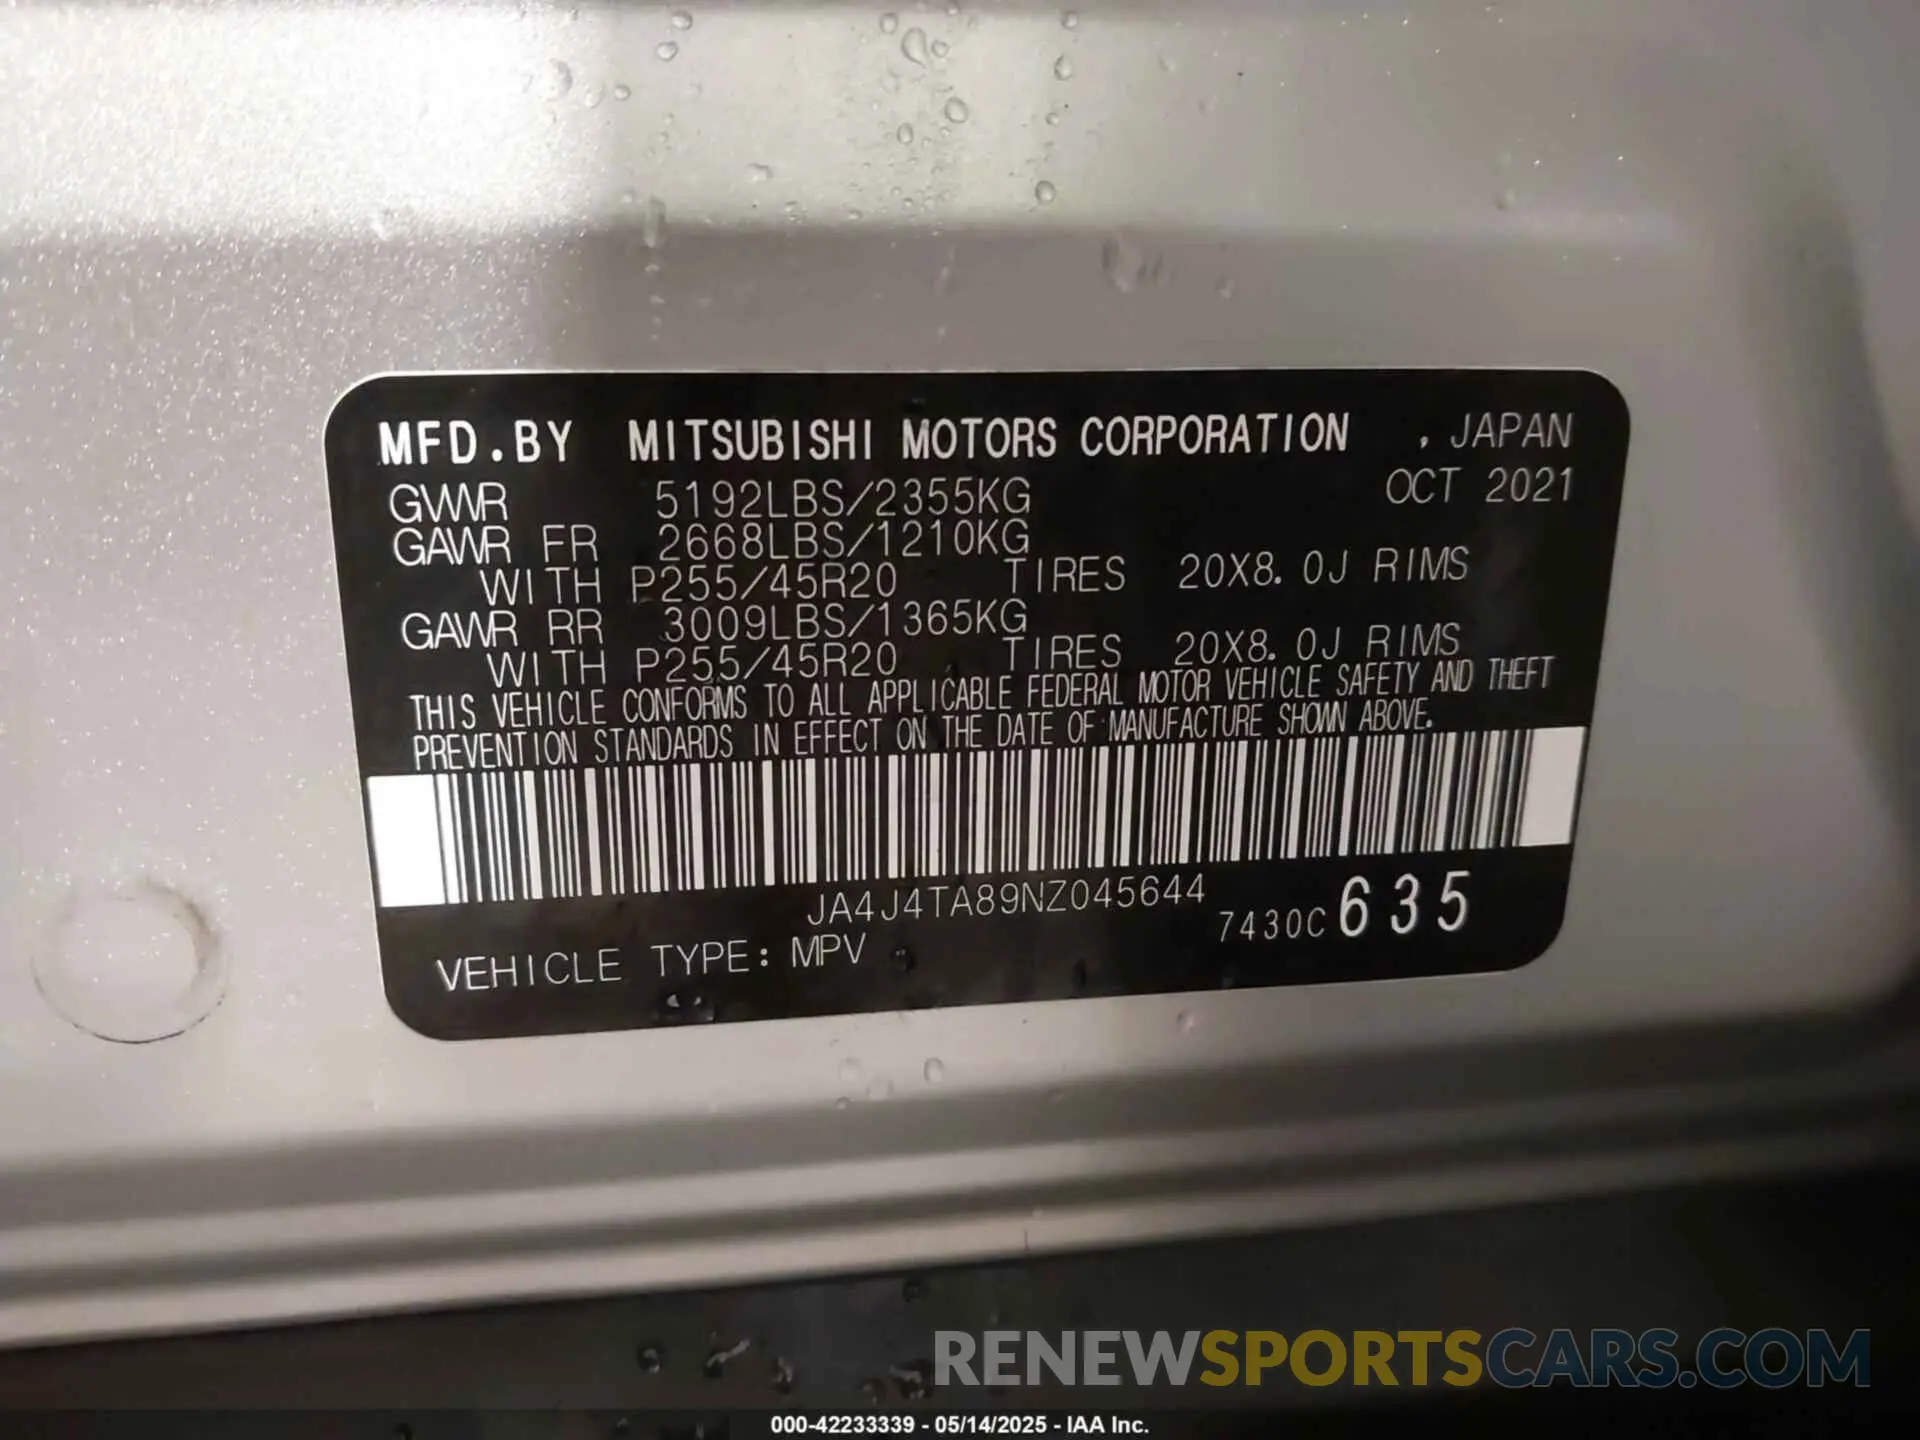 MFD.BY MITSUBISHI MOTORS CORPORATION , JAPAN
GVWR 5192LBS/2355KG OCT 2021
GAWR FR 2668LBS/1210KG
WITH P255/45R20 TIRES 20X8.0J RIMS
GAWR RR 3009LBS/1365KG
WITH P255/45R20 TIRES 20X8.0J RIMS
THIS VEHICLE CONFORMS TO ALL APPLICABLE FEDERAL MOTOR VEHICLE SAFETY AND THEFT
PREVENTION STANDARDS IN EFFECT ON THE DATE OF MANUFACTURE SHOWN ABOVE.
JA4J4TA89NZ045644 7430C 635
VEHICLE TYPE: MPV
RENEWSPORTSCARS.COM
000-42233339 - 05/14/2025 - IAA Inc.